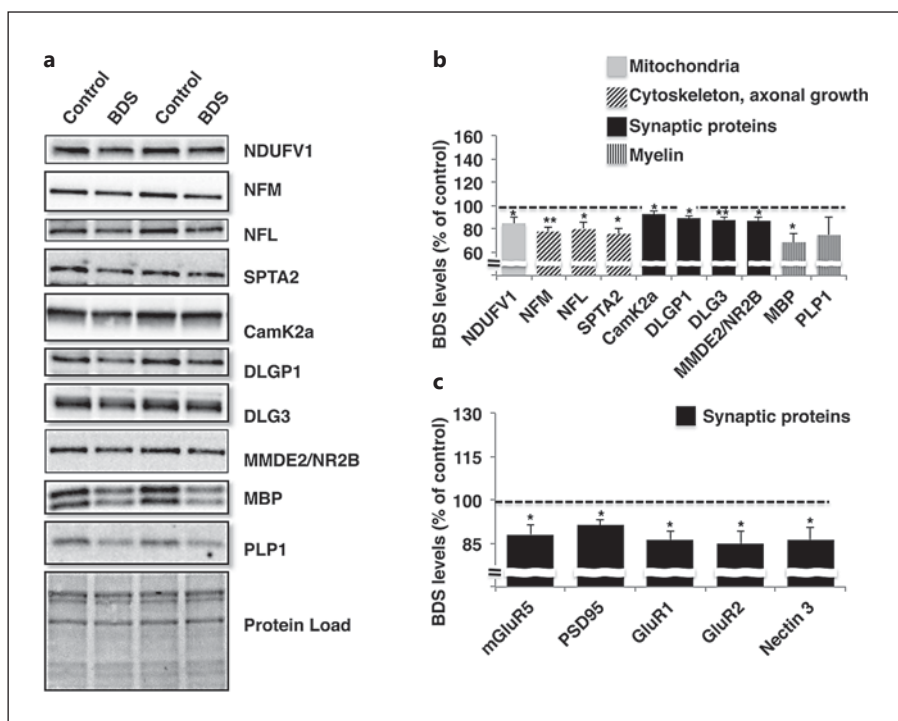 a
Control
BDS
Control
BDS
NDUFV1
NFM
NFL
SPTA2
CamK2a
DLGP1
DLG3
MMDE2/NR2B
MBP
PLP1
Protein Load
b
Mitochondria
Cytoskeleton, axonal growth
Synaptic proteins
Myelin
BDS levels (% of control)
160
140
120
100
80
60
* ** * * * * ** * *
NDUFV1
NFM
NFL
SPTA2
CamK2a
DLGP1
DLG3
MMDE2/NR2B
MBP
PLP1
c
Synaptic proteins
BDS levels (% of control)
130
115
100
85
* * * * *
mGluR5
PSD95
GluR1
GluR2
Nectin 3